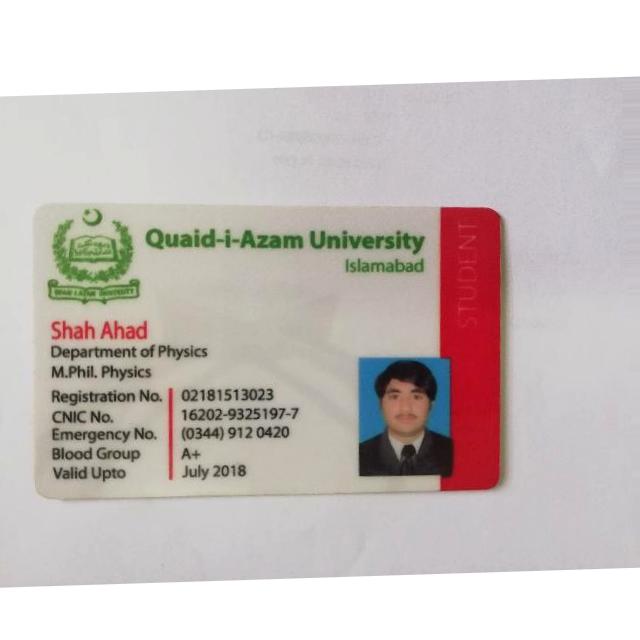 Quaid-i-Azam University
Islamabad
QUAID-I-AZAM UNIVERSITY
STUDENT
Shah Ahad
Department of Physics
M.Phil. Physics
Registration No. 02181513023
CNIC No. 16202-9325197-7
Emergency No. (0344) 912 0420
Blood Group A+
Valid Upto July 2018